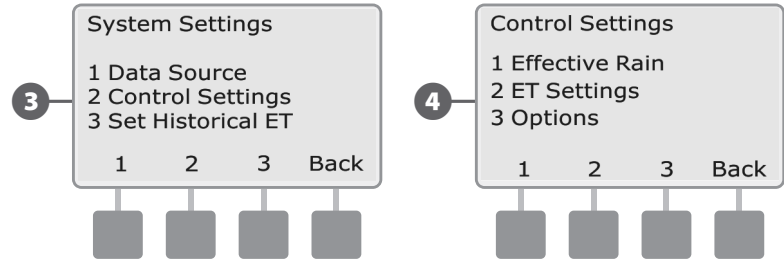 3
System Settings
1 Data Source
2 Control Settings
3 Set Historical ET
1 2 3 Back
4
Control Settings
1 Effective Rain
2 ET Settings
3 Options
1 2 3 Back